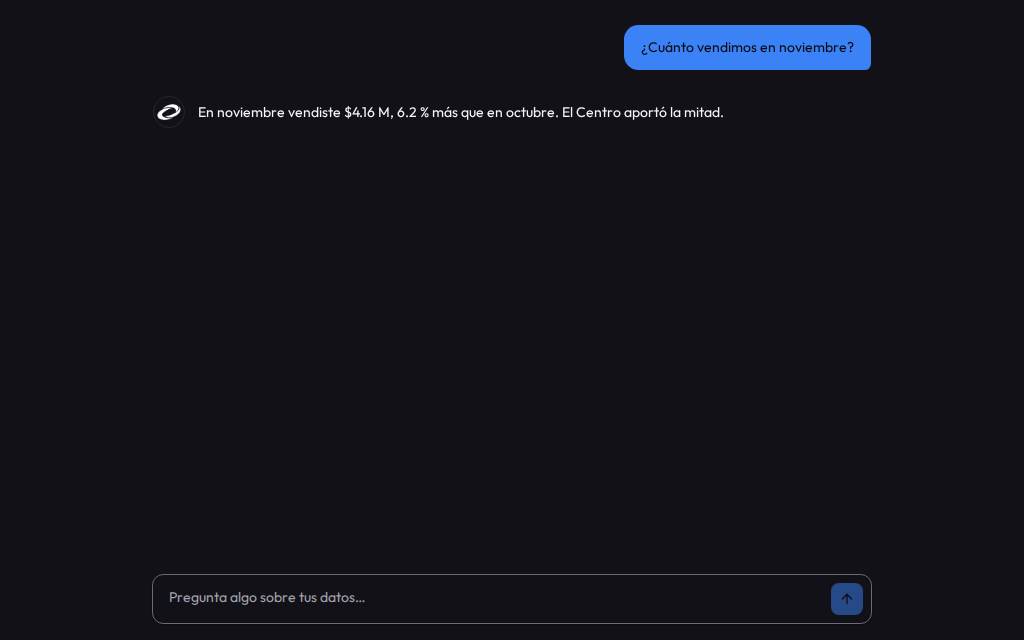 ¿Cuánto vendimos en noviembre?
En noviembre vendiste $4.16 M, 6.2 % más que en octubre. El Centro aportó la mitad.
Pregunta algo sobre tus datos…